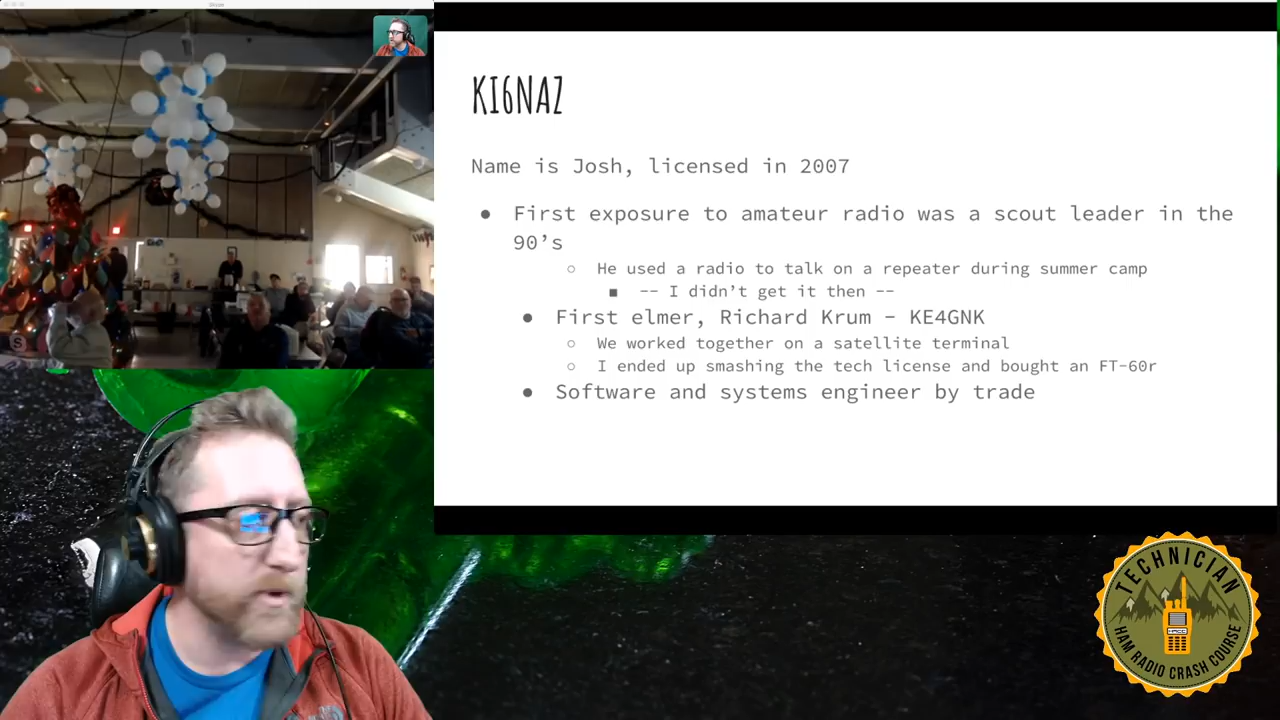 KI6NAZ
Name is Josh, licensed in 2007
● First exposure to amateur radio was a scout leader in the
90’s
○ He used a radio to talk on a repeater during summer camp
■ -- I didn’t get it then --
● First elmer, Richard Krum - KE4GNK
○ We worked together on a satellite terminal
○ I ended up smashing the tech license and bought an FT-60r
● Software and systems engineer by trade
TECHNICIAN
HRCC
HAM RADIO CRASH COURSE